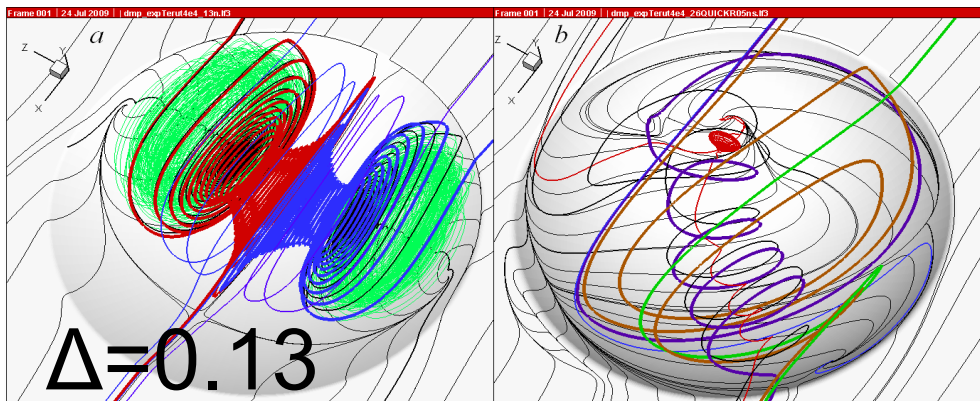 Frame 001 | 24 Jul 2009 | dmp_expTerut4e4_13n.lf3
Frame 001 | 24 Jul 2009 | dmp_expTerut4e4_26QUICKR05ns.lf3
a
b
Z Y
X
Z Y
X
Δ=0.13